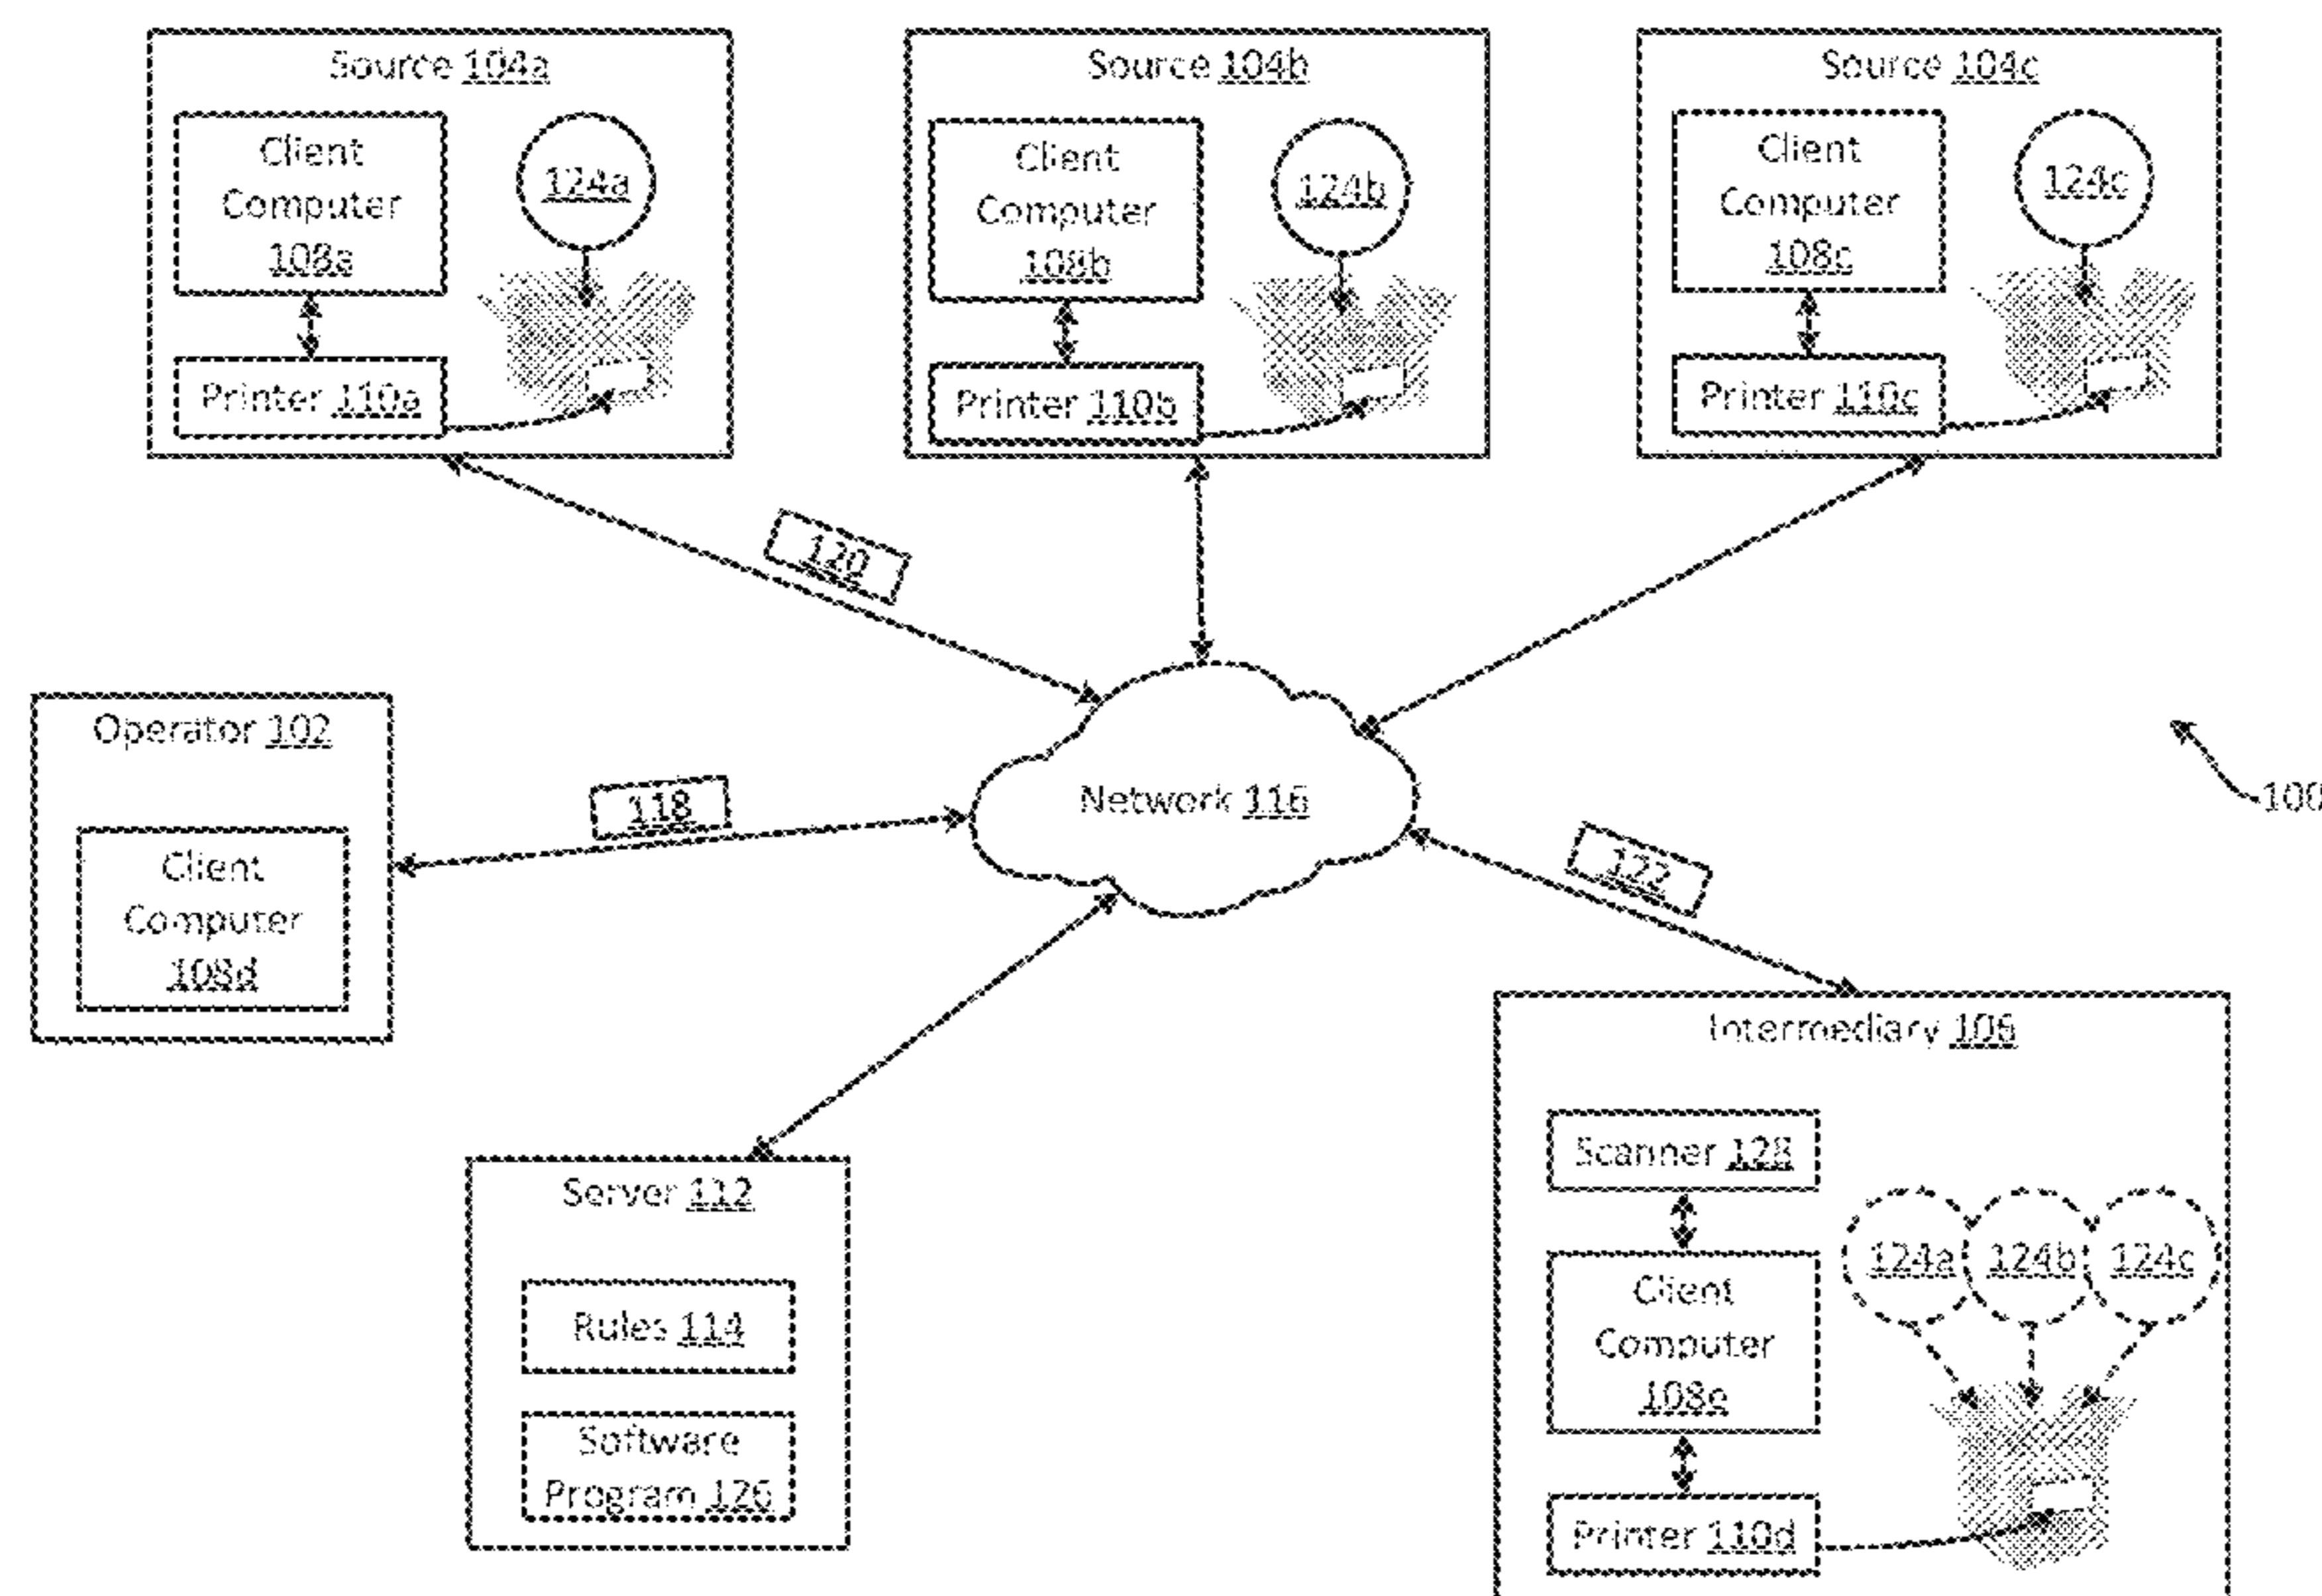 Source 104a
Client
Computer
108a
124a
Printer 110a
Source 104b
Client
Computer
108b
124b
Printer 110b
Source 104c
Client
Computer
108c
124c
Printer 110c
120
Operator 102
Client
Computer
108d
118
Network 116
100
122
Server 112
Rules 114
Software
Program 126
Intermediary 106
Scanner 128
Client
Computer
108e
124a 124b 124c
Printer 110d